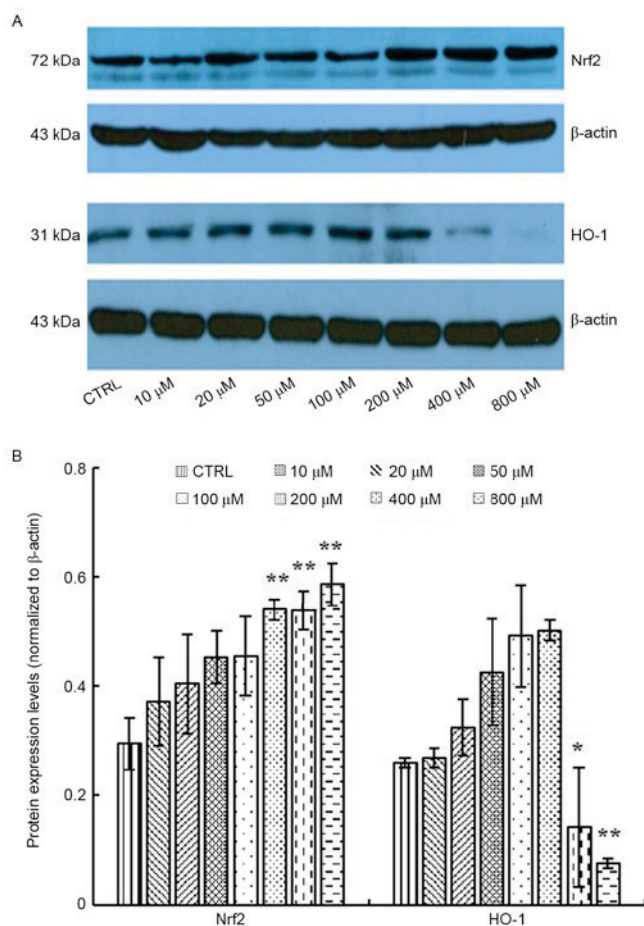 A
72 kDa
Nrf2
43 kDa
β-actin
31 kDa
HO-1
43 kDa
β-actin
CTRL 10 μM 20 μM 50 μM 100 μM 200 μM 400 μM 800 μM
B
0.8
CTRL 10 μM 20 μM 50 μM
100 μM 200 μM 400 μM 800 μM
Protein expression levels (normalized to β-actin)
0.6
** ** **
0.4
0.2
* **
0
Nrf2 HO-1